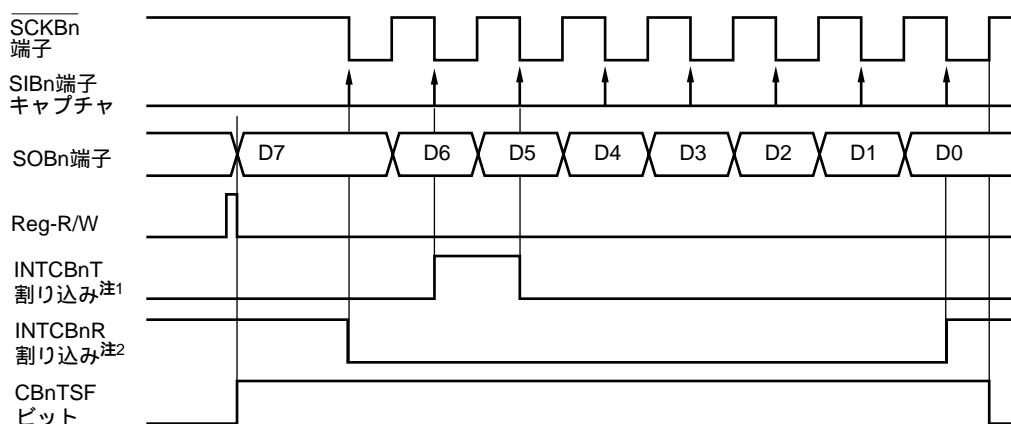 SCKBn
端子
SIBn端子
キャプチャ
SOBn端子
D7 D6 D5 D4 D3 D2 D1 D0
Reg-R/W
INTCBnT
割り込み注1
INTCBnR
割り込み注2
CBnTSF
ビット